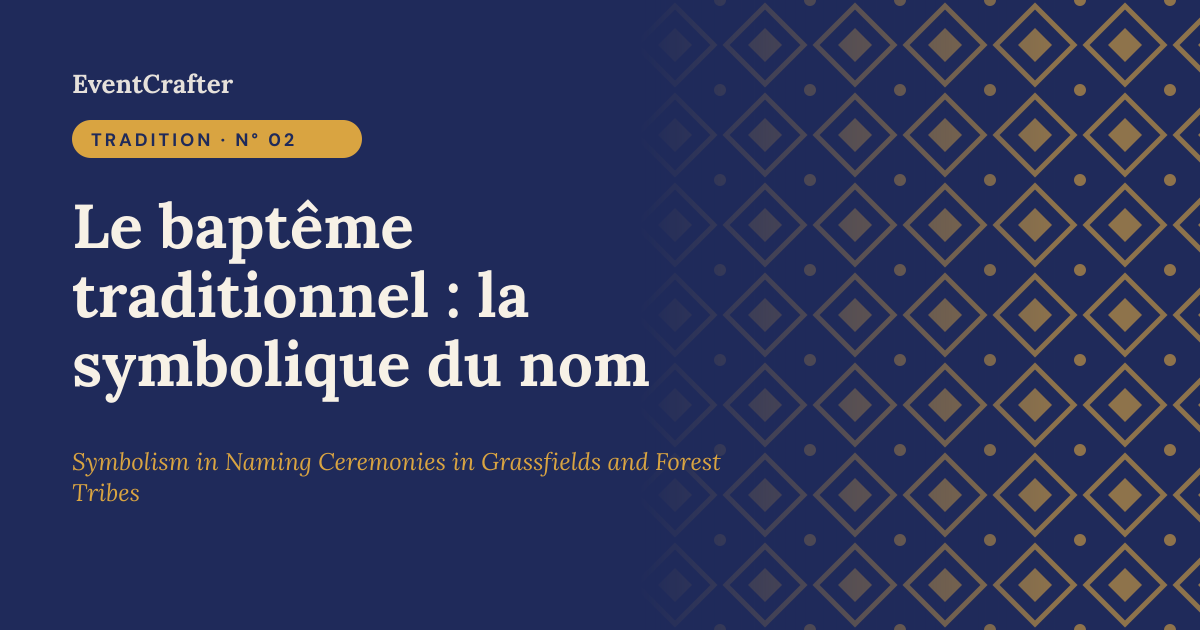 EventCrafter
TRADITION · N° 02
Le baptême
traditionnel : la
symbolique du nom
Symbolism in Naming Ceremonies in Grassfields and Forest
Tribes